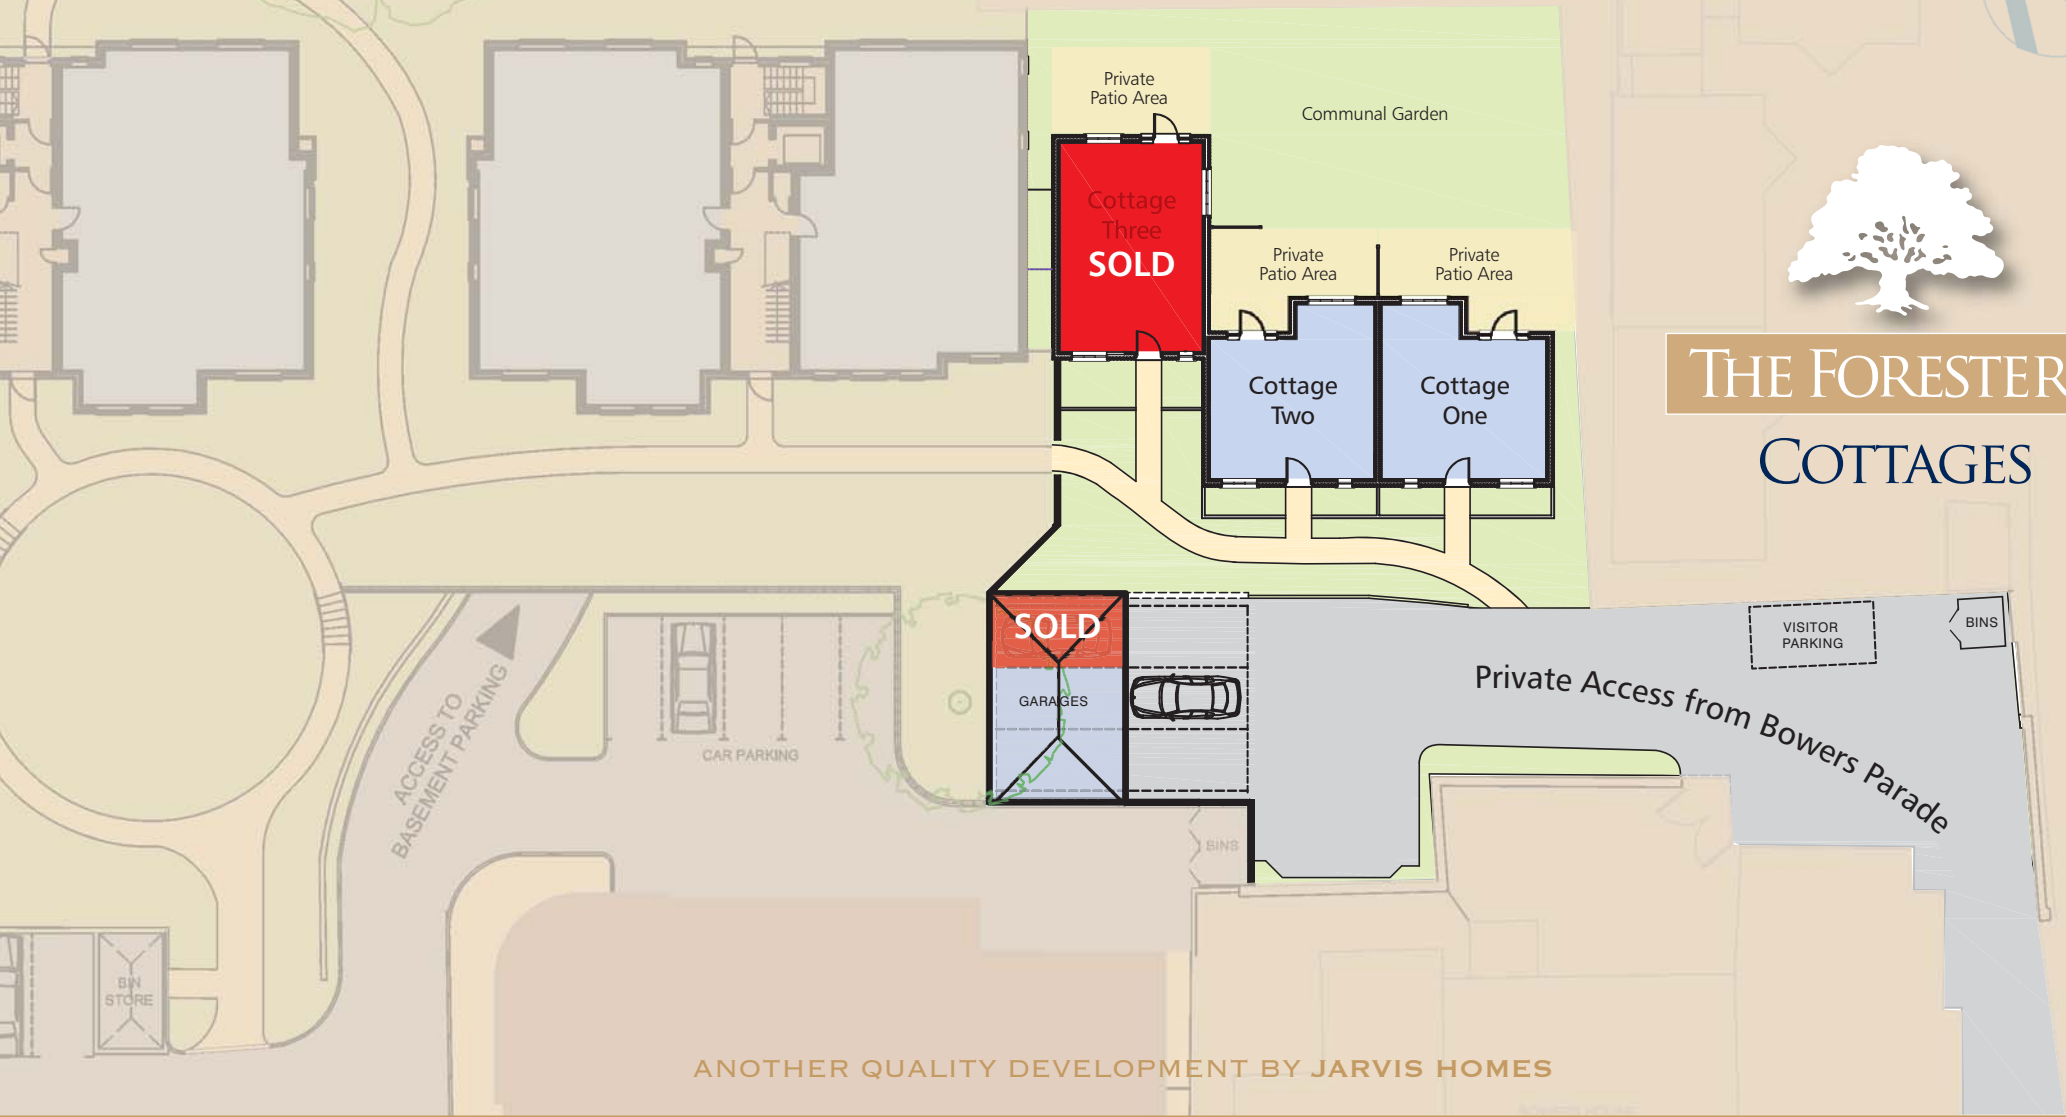 Private
Patio Area
Communal Garden
Cottage
Three
SOLD
Private
Patio Area
Private
Patio Area
Cottage
Two
Cottage
One
THE FORESTER
COTTAGES
SOLD
GARAGES
VISITOR
PARKING
BINS
Private Access from Bowers Parade
ACCESS TO
BASEMENT PARKING
CAR PARKING
BINS
BIN
STORE
ANOTHER QUALITY DEVELOPMENT BY JARVIS HOMES